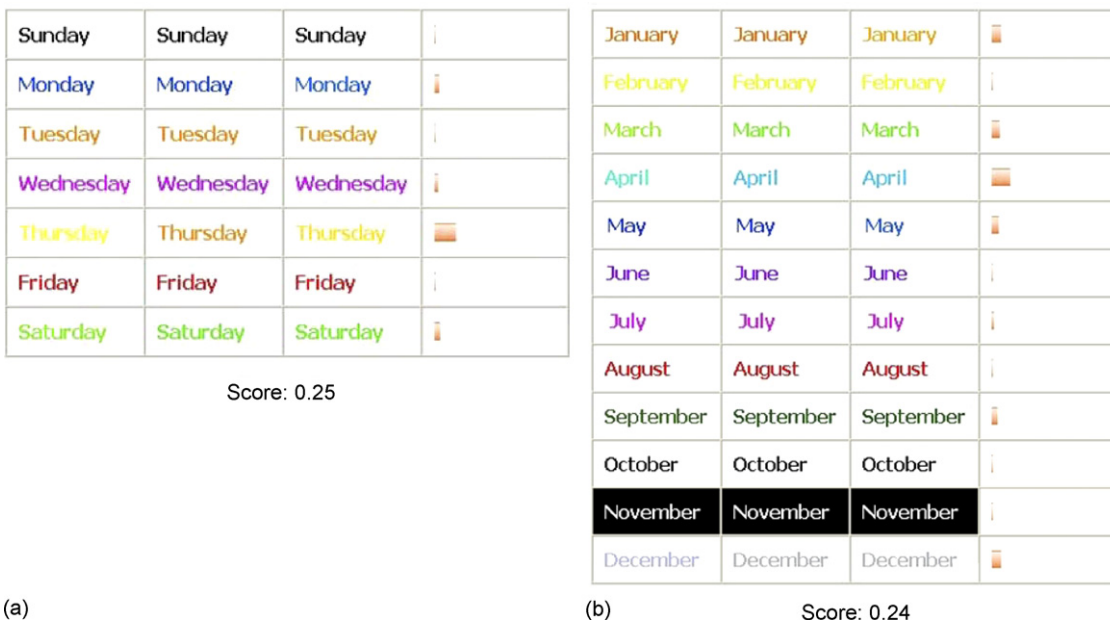 Sunday Sunday Sunday
Monday Monday Monday
Tuesday Tuesday Tuesday
Wednesday Wednesday Wednesday
Thursday Thursday Thursday
Friday Friday Friday
Saturday Saturday Saturday
Score: 0.25
(a)
January January January
February February February
March March March
April April April
May May May
June June June
July July July
August August August
September September September
October October October
November November November
December December December
(b)
Score: 0.24